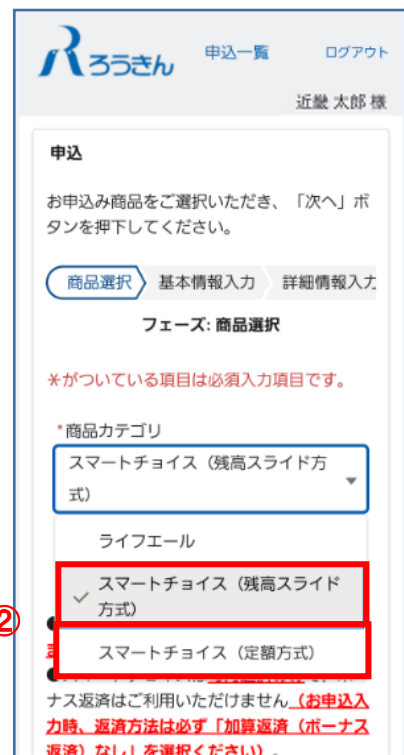 ろうきん 申込一覧 ログアウト
近畿 太郎 様
申込
お申込み商品をご選択いただき、「次へ」ボ
タンを押下してください。
商品選択 基本情報入力 詳細情報入力
フェーズ: 商品選択
*がついている項目は必須入力項目です。
*商品カテゴリ
スマートチョイス（残高スライド方
式）
ライフエール
✓ スマートチョイス（残高スライド
方式）
②
スマートチョイス（定額方式）
ナス返済はご利用いただけません（お申込入
力時、返済方法は必ず「加算返済（ボーナス
返済）なし」を選択ください）。